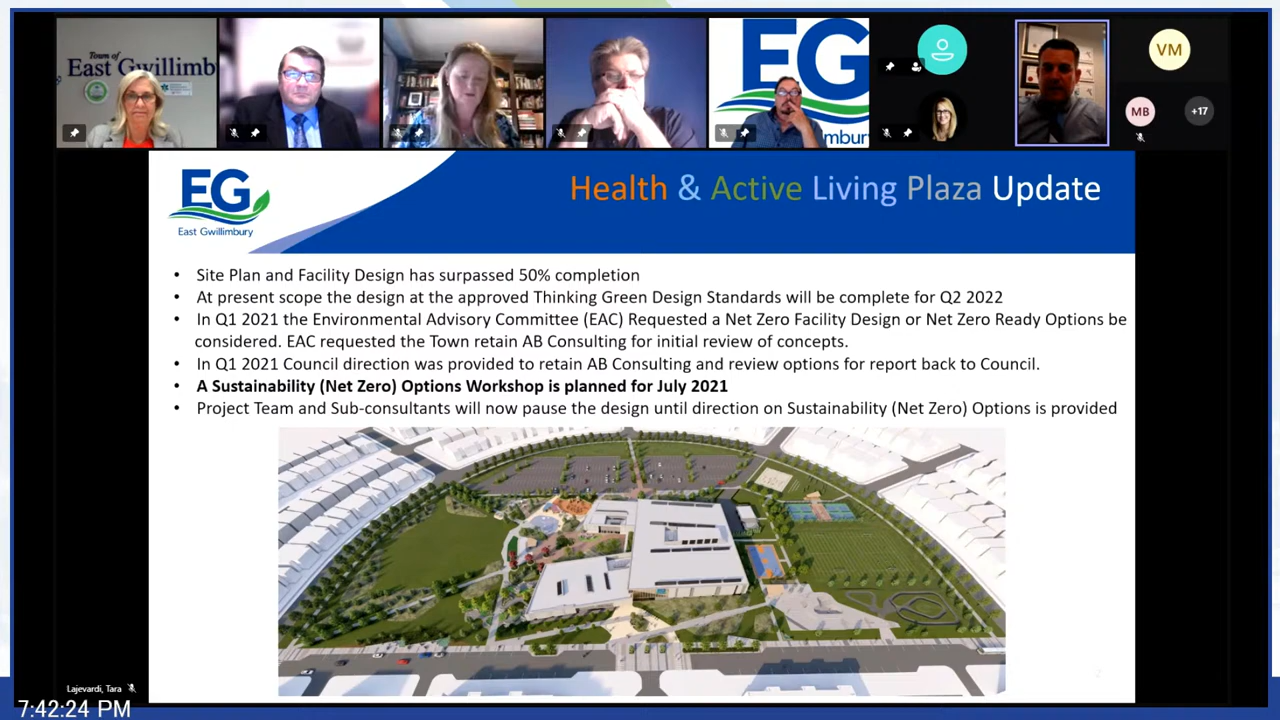 Town of
East Gwillimb
EG
mbur
VM
MB
+17
EG
East Gwillimbury
Health & Active Living Plaza Update
• Site Plan and Facility Design has surpassed 50% completion
• At present scope the design at the approved Thinking Green Design Standards will be complete for Q2 2022
• In Q1 2021 the Environmental Advisory Committee (EAC) Requested a Net Zero Facility Design or Net Zero Ready Options be
considered. EAC requested the Town retain AB Consulting for initial review of concepts.
• In Q1 2021 Council direction was provided to retain AB Consulting and review options for report back to Council.
• A Sustainability (Net Zero) Options Workshop is planned for July 2021
• Project Team and Sub-consultants will now pause the design until direction on Sustainability (Net Zero) Options is provided
Lajevardi, Tara
7:42:24 PM